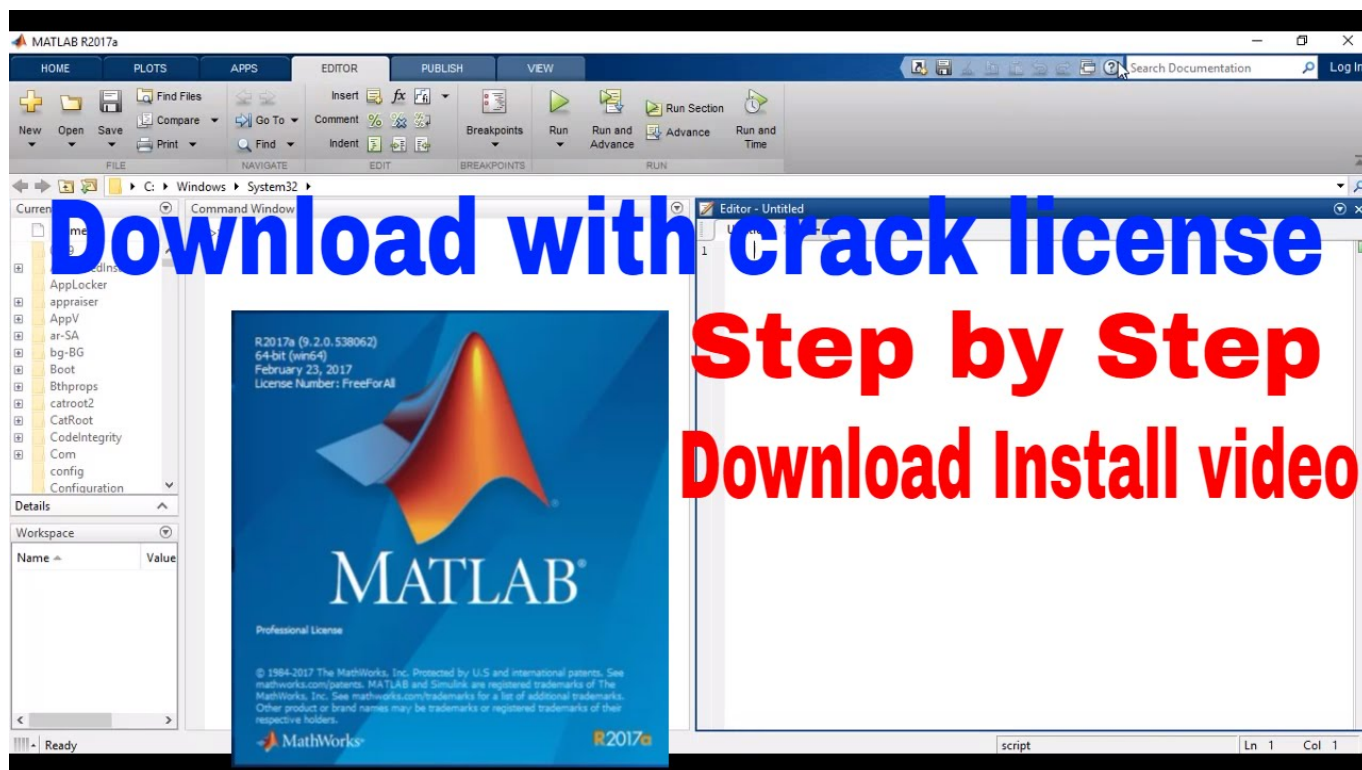 MATLAB R2017a
HOME PLOTS APPS EDITOR PUBLISH VIEW
Search Documentation
Log In
New Open Save
Find Files
Compare
Print
FILE
Go To
Find
NAVIGATE
Insert fx
Comment
Indent
EDIT
Breakpoints
BREAKPOINTS
Run
Run and Advance
Run Section
Advance
Run and Time
RUN
C: Windows System32
Command Window
Editor - Untitled
Download with crack license
1
AppLocker
appraiser
AppV
ar-SA
bg-BG
Boot
Bthprops
catroot2
CatRoot
CodeIntegrity
Com
config
Configuration
Details
Workspace
Name Value
R2017a (9.2.0.538062)
64-bit (win64)
February 23, 2017
License Number: FreeForAll
Step by Step
Download Install video
MATLAB®
Professional License
© 1984-2017 The MathWorks, Inc. Protected by U.S and international patents. See
mathworks.com/patents. MATLAB and Simulink are registered trademarks of The
MathWorks, Inc. See mathworks.com/trademarks for a list of additional trademarks.
Other product or brand names may be trademarks or registered trademarks of their
respective holders.
MathWorks®
R2017a
Ready
script
Ln 1 Col 1